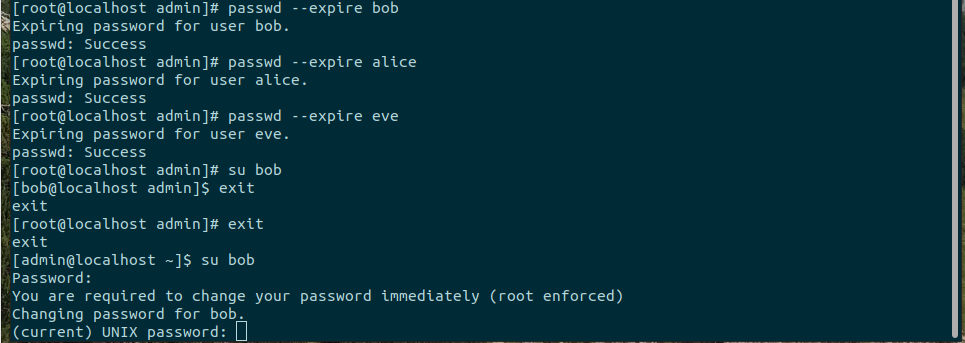 [root@localhost admin]# passwd --expire bob
Expiring password for user bob.
passwd: Success
[root@localhost admin]# passwd --expire alice
Expiring password for user alice.
passwd: Success
[root@localhost admin]# passwd --expire eve
Expiring password for user eve.
passwd: Success
[root@localhost admin]# su bob
[bob@localhost admin]$ exit
exit
[root@localhost admin]# exit
exit
[admin@localhost ~]$ su bob
Password:
You are required to change your password immediately (root enforced)
Changing password for bob.
(current) UNIX password: